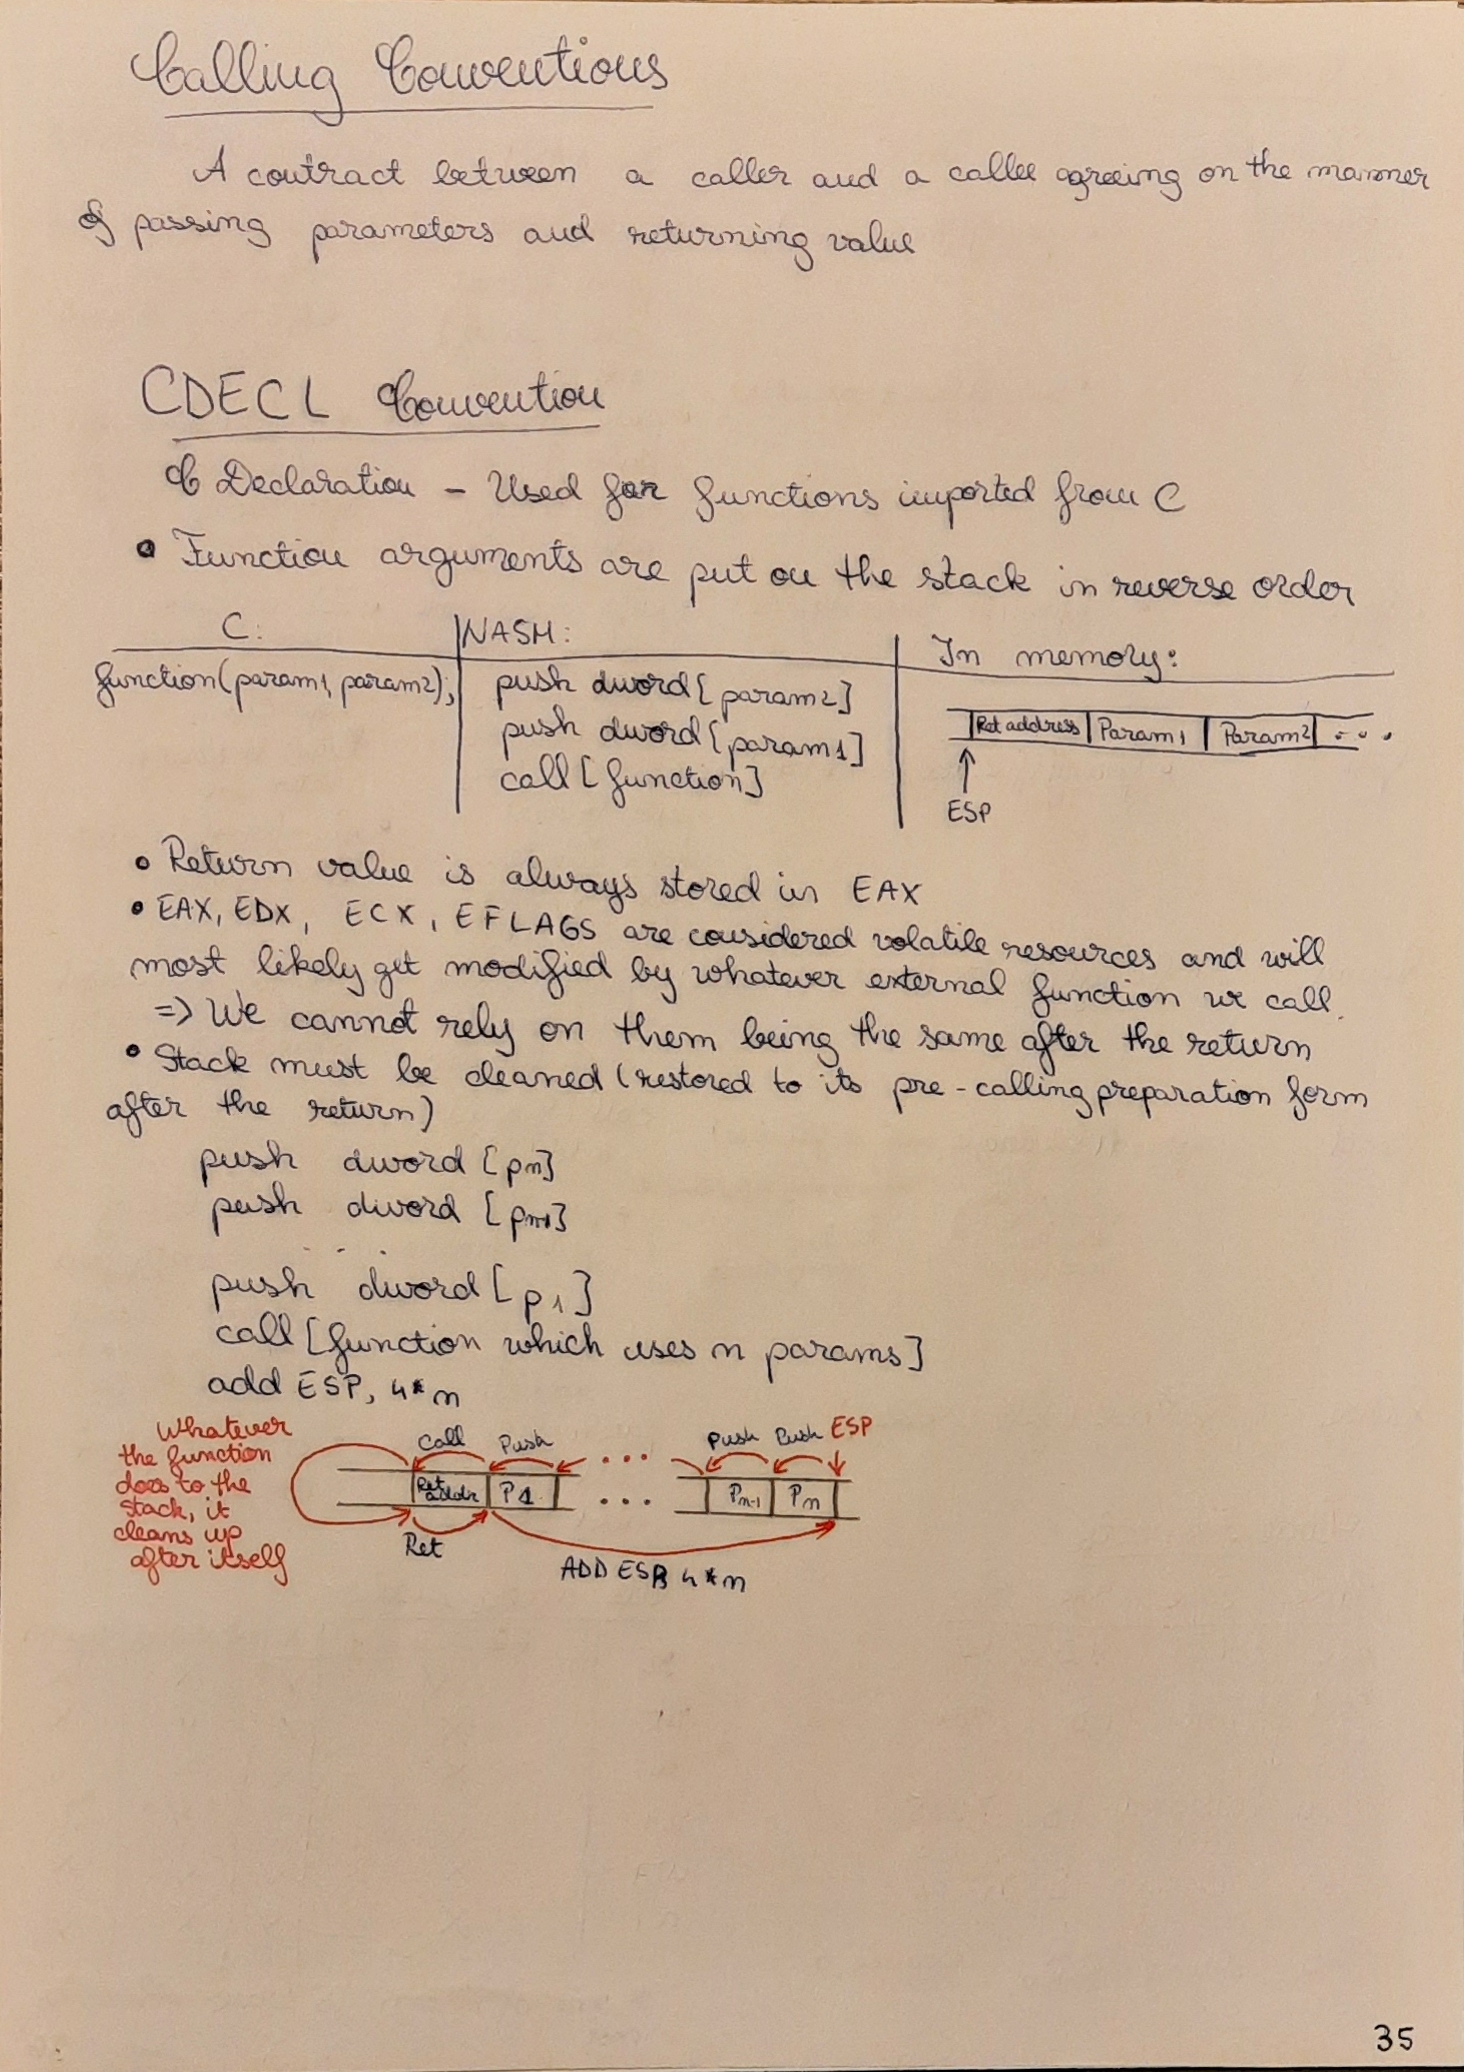 Calling Conventions
A contract between a caller and a callee agreeing on the manner
of passing parameters and returning value
CDECL Convention
C Declaration - Used for functions imported from C
• Function arguments are put on the stack in reverse order
C: NASM: In memory:
function(param1, param2); push dword[param2]
push dword[param1]
call[function]
Ret address Param1 Param2 ...
ESP
• Return value is always stored in EAX
• EAX, EDX, ECX, EFLAGS are considered volatile resources and will
most likely get modified by whatever external function we call.
=> We cannot rely on them being the same after the return
• Stack must be cleaned (restored to its pre-calling preparation form
after the return)
push dword [pn]
push dword [pn-1]
...
push dword [p1]
call [function which uses n params]
add ESP, 4*n
Whatever
the function
does to the
stack, it
cleans up
after itself
Call Push ... Push Push ESP
Ret addr P1 ... Pn-1 Pn
Ret
ADD ESP, 4*n
35